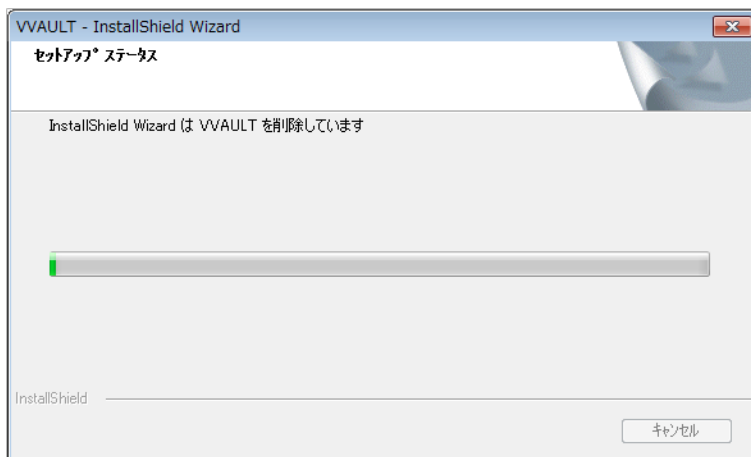 VVAULT - InstallShield Wizard
セットアップ ステータス
InstallShield Wizard は VVAULT を削除しています
InstallShield
キャンセル